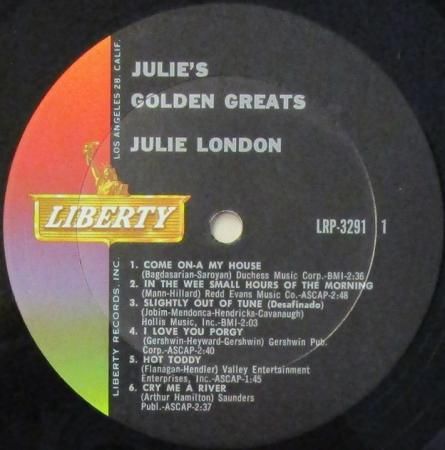 JULIE'S
GOLDEN GREATS
JULIE LONDON
LOS ANGELES 28, CALIF.
LIBERTY
LIBERTY RECORDS, INC.
LRP-3291 1
1. COME ON-A MY HOUSE
(Bagdasarian-Saroyan) Duchess Music Corp.-BMI-2:36
2. IN THE WEE SMALL HOURS OF THE MORNING
(Mann-Hillard) Redd Evans Music Co.-ASCAP-2:48
3. SLIGHTLY OUT OF TUNE (Desafinado)
(Jobim-Mendonca-Hendricks-Cavanaugh)
Hollis Music, Inc.-BMI-2:03
4. I LOVE YOU PORGY
(Gershwin-Heyward-Gershwin) Gershwin Pub.
Corp.-ASCAP-2:40
5. HOT TODDY
(Flanagan-Hendler) Valley Entertainment
Enterprises, Inc.-ASCAP-1:45
6. CRY ME A RIVER
(Arthur Hamilton) Saunders
Publ.-ASCAP-2:37